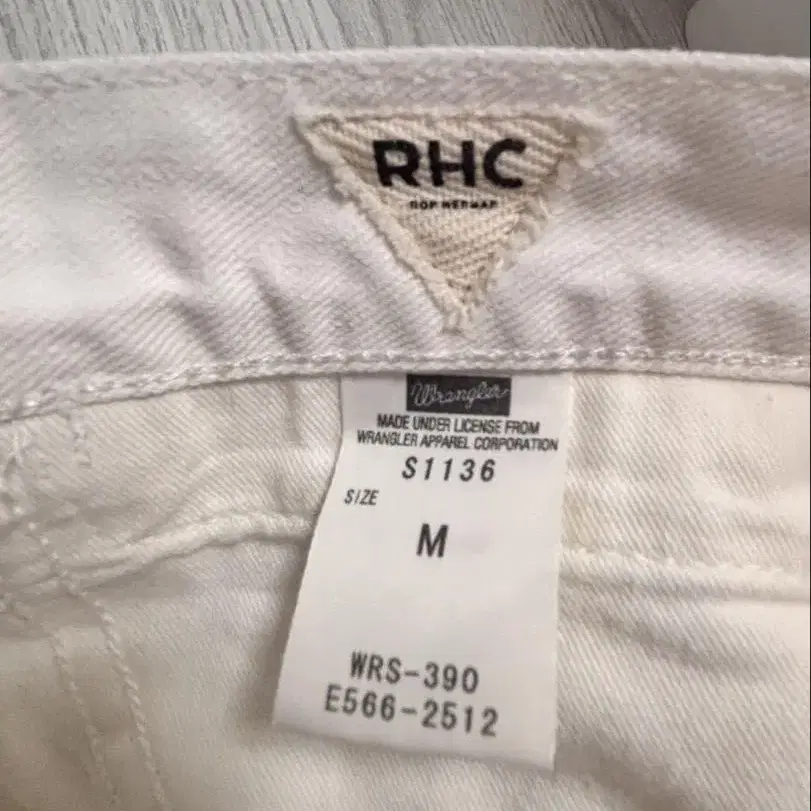 RHC
Wrangler
MADE UNDER LICENSE FROM
WRANGLER APPAREL CORPORATION
S1136
SIZE
M
WRS-390
E566-2512